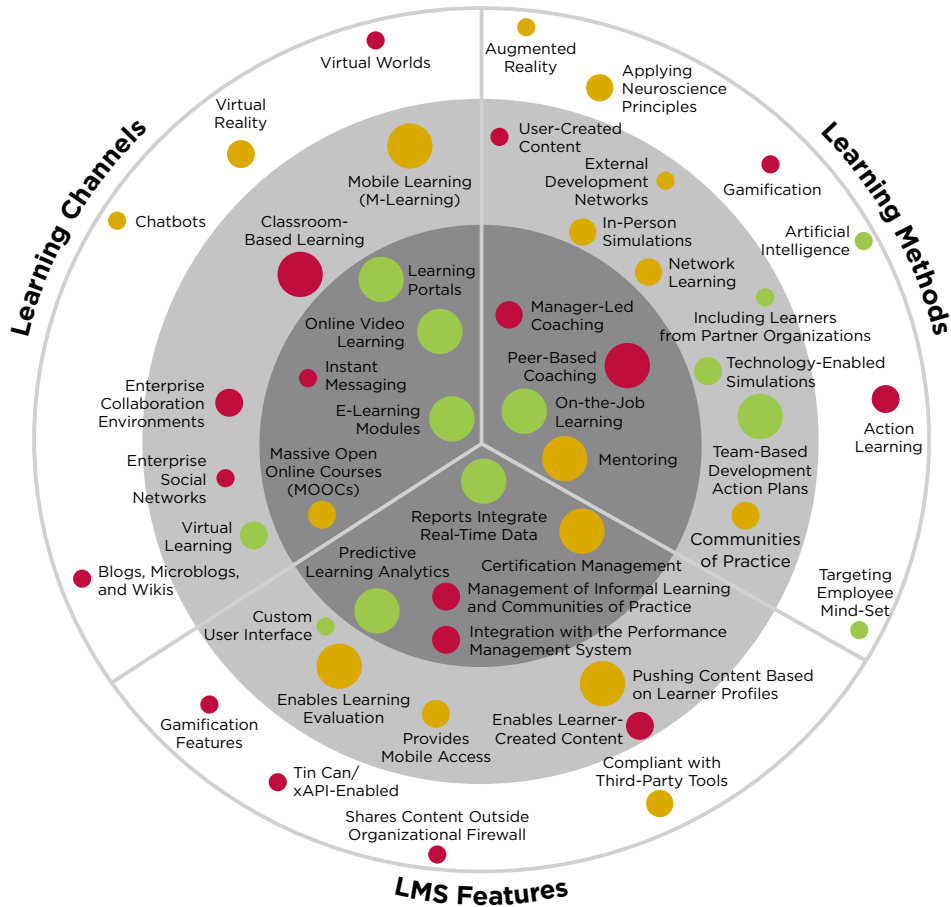 Learning Channels
Virtual Worlds
Virtual
Reality
Chatbots
Mobile Learning
(M-Learning)
Classroom-
Based Learning
Learning
Portals
Online Video
Learning
Instant
Messaging
E-Learning
Modules
Enterprise
Collaboration
Environments
Enterprise
Social
Networks
Massive Open
Online Courses
(MOOCs)
Virtual
Learning
Blogs, Microblogs,
and Wikis
Learning Methods
Augmented
Reality
Applying
Neuroscience
Principles
User-Created
Content
External
Development
Networks
Gamification
In-Person
Simulations
Artificial
Intelligence
Network
Learning
Manager-Led
Coaching
Including Learners
from Partner Organizations
Peer-Based
Coaching
Technology-Enabled
Simulations
On-the-Job
Learning
Action
Learning
Mentoring
Team-Based
Development
Action Plans
Communities
of Practice
Targeting
Employee
Mind-Set
Reports Integrate
Real-Time Data
Predictive
Learning Analytics
Certification Management
Management of Informal Learning
and Communities of Practice
Custom
User Interface
Integration with the Performance
Management System
Enables Learning
Evaluation
Pushing Content Based
on Learner Profiles
Provides
Mobile Access
Enables Learner-
Created Content
Gamification
Features
Tin Can/
xAPI-Enabled
Compliant with
Third-Party Tools
Shares Content Outside
Organizational Firewall
LMS Features